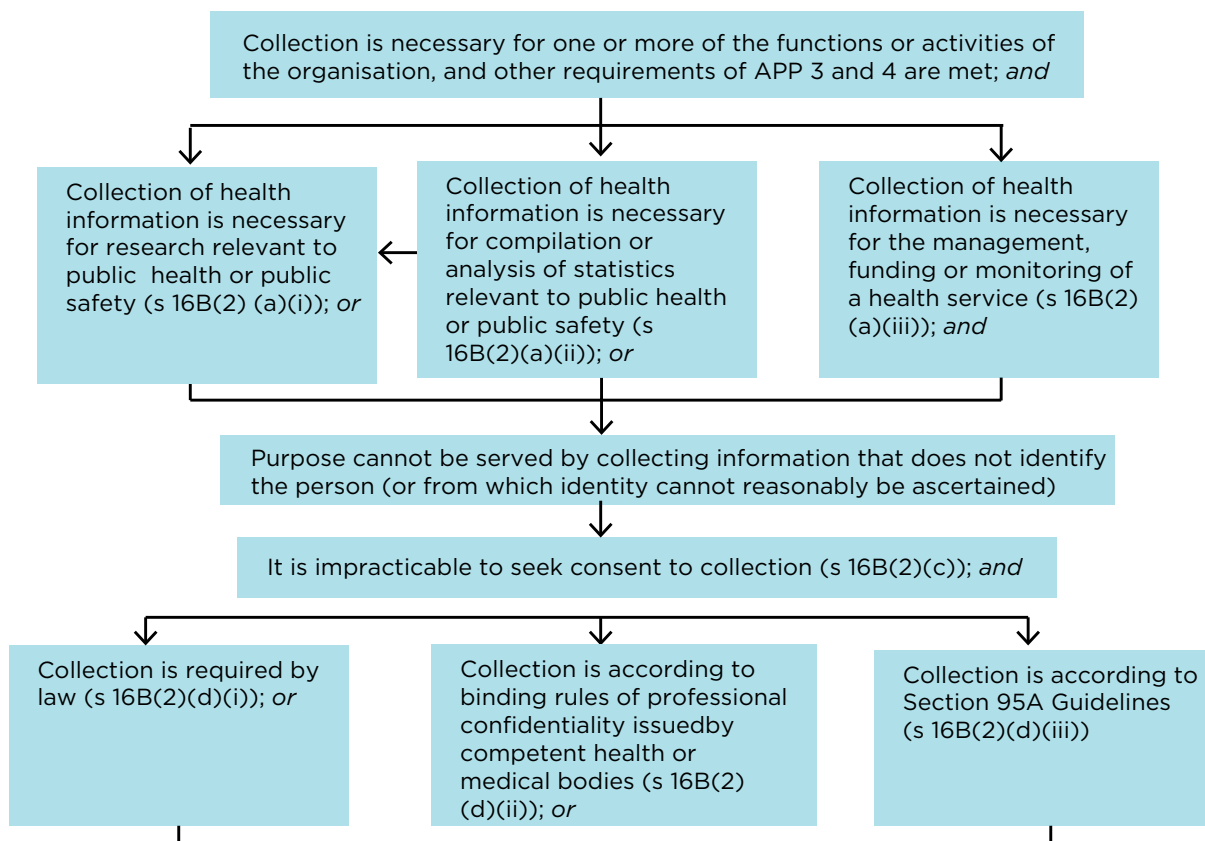 Collection is necessary for one or more of the functions or activities of
the organisation, and other requirements of APP 3 and 4 are met; and
Collection of health
information is necessary
for research relevant to
public  health or public
safety (s 16B(2) (a)(i)); or
Collection of health
information is necessary
for compilation or
analysis of statistics
relevant to public health
or public safety (s
16B(2)(a)(ii)); or
Collection of health
information is necessary
for the management,
funding or monitoring of
a health service (s 16B(2)
(a)(iii)); and
Purpose cannot be served by collecting information that does not identify
the person (or from which identity cannot reasonably be ascertained)
It is impracticable to seek consent to collection (s 16B(2)(c)); and
Collection is required by
law (s 16B(2)(d)(i)); or
Collection is according to
binding rules of professional
confidentiality issuedby
competent health or
medical bodies (s 16B(2)
(d)(ii)); or
Collection is according to
Section 95A Guidelines
(s 16B(2)(d)(iii))